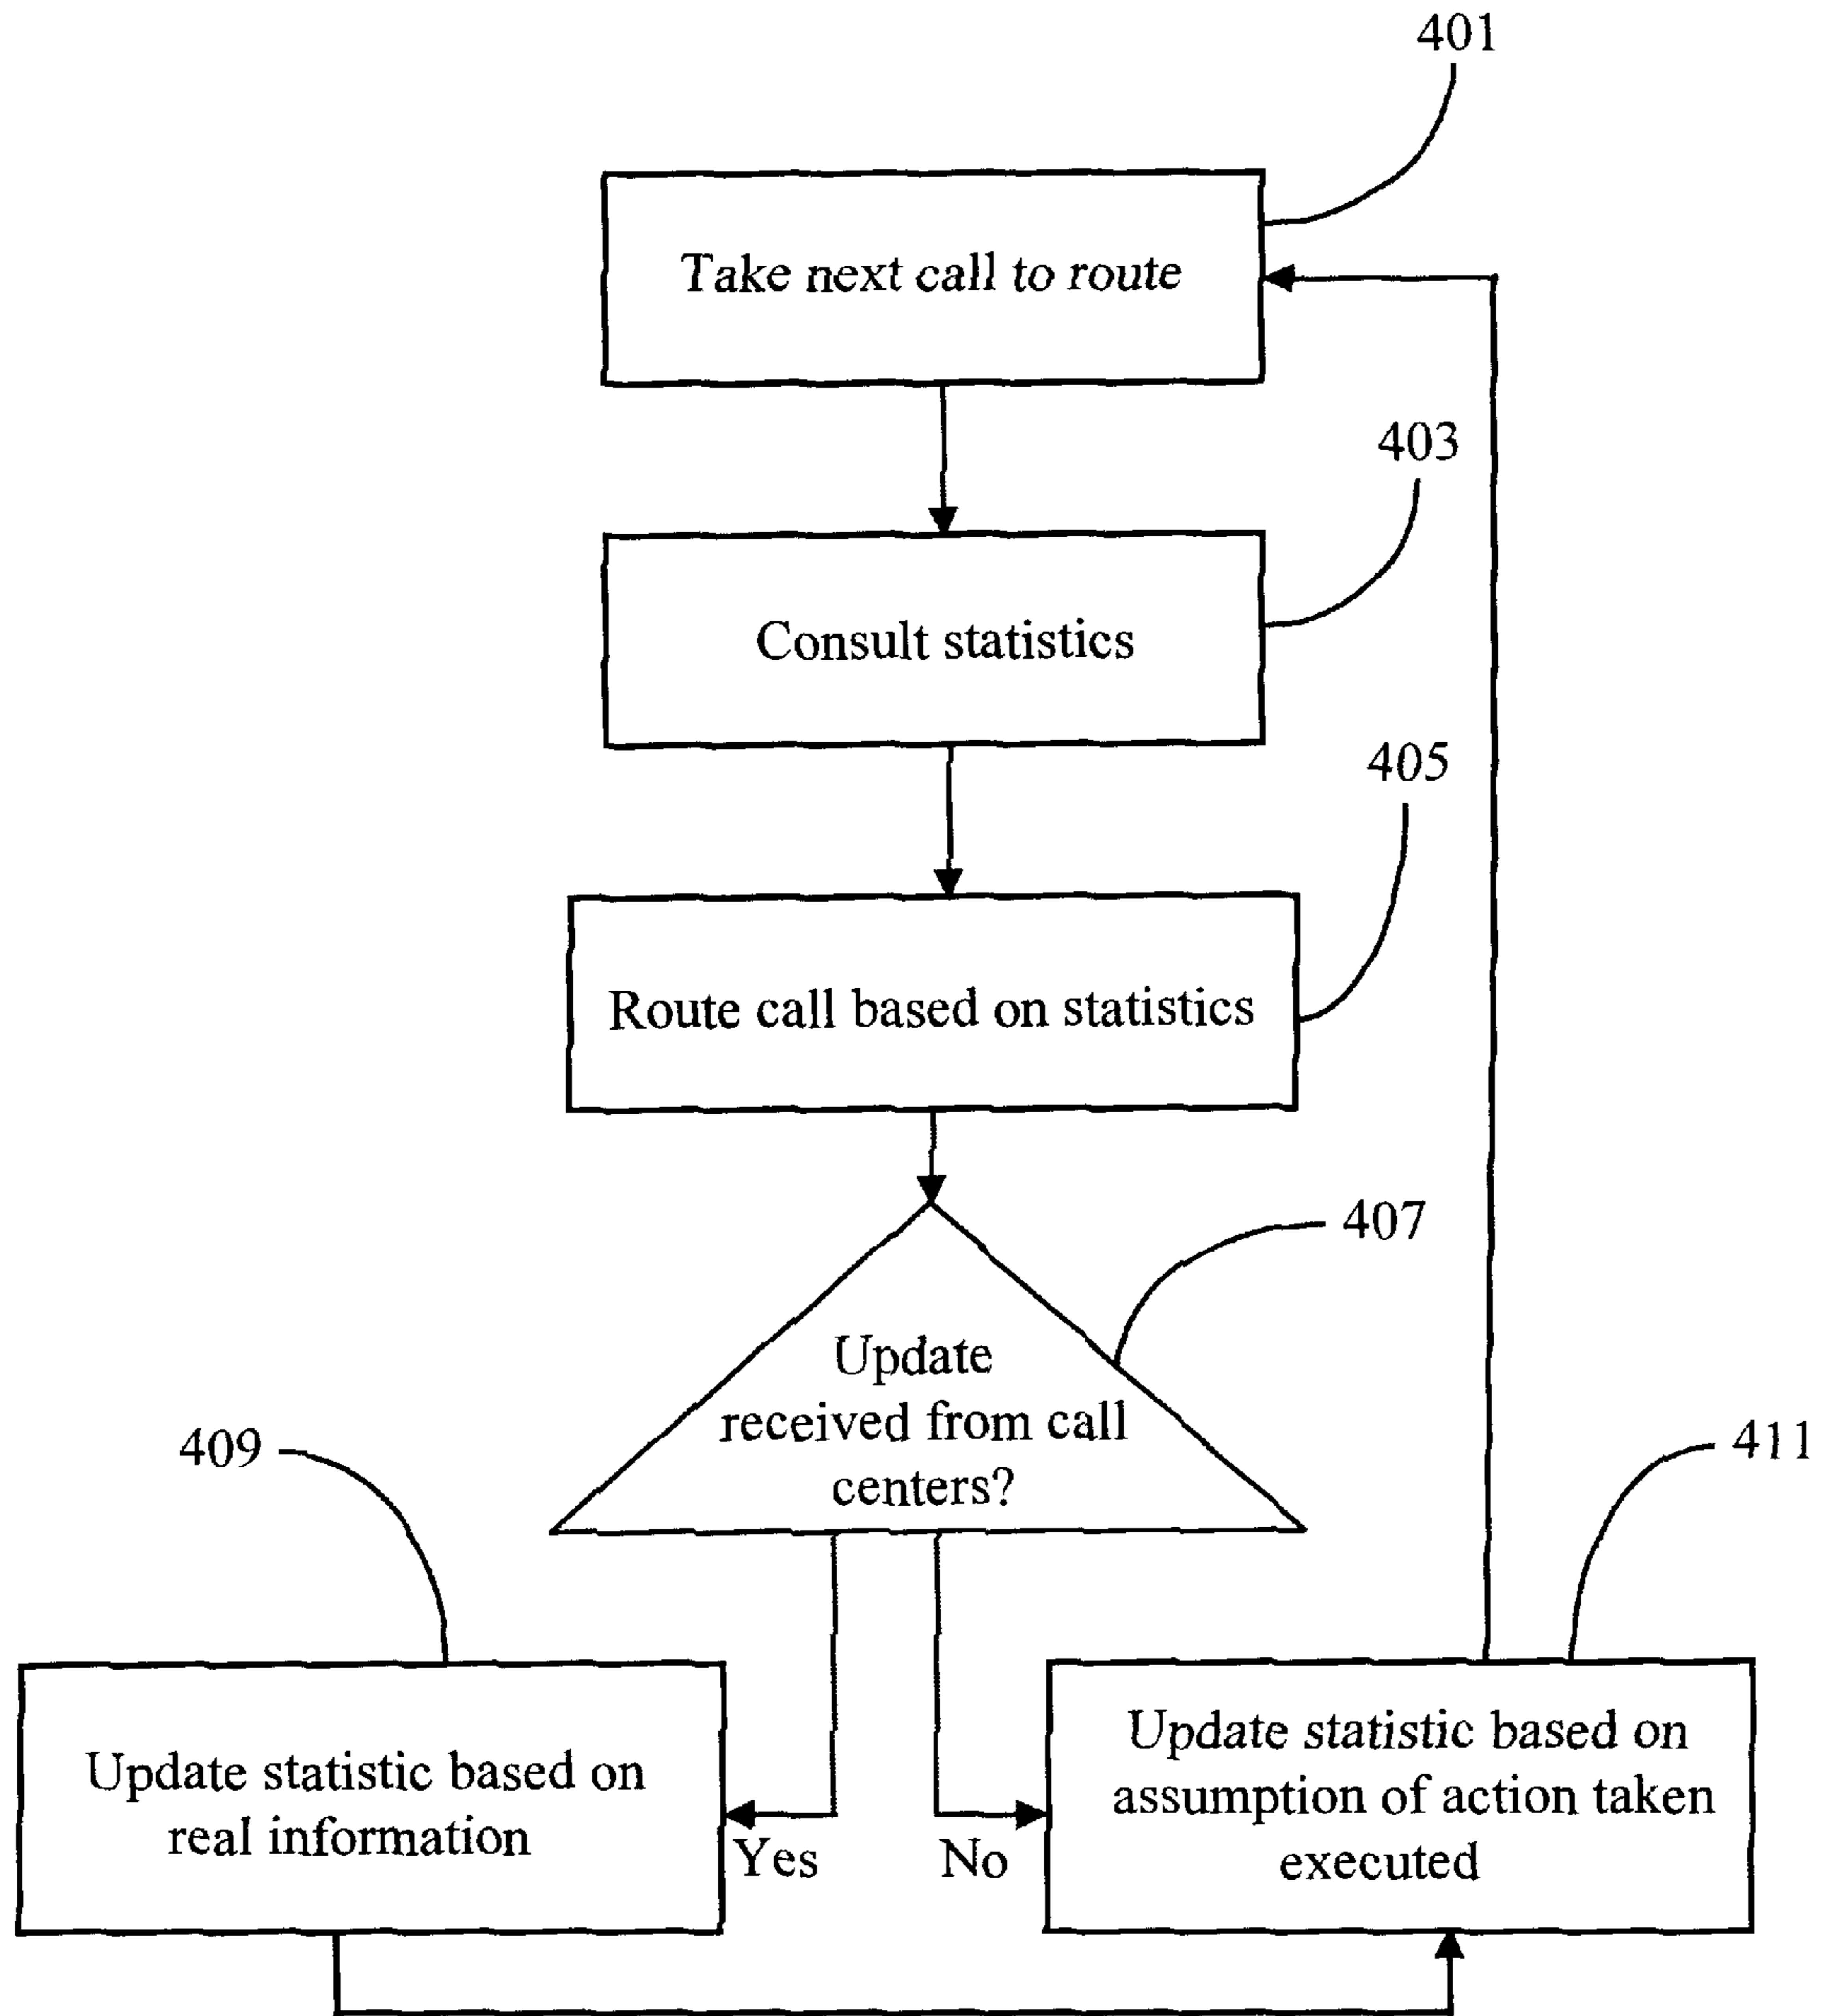 401
Take next call to route
403
Consult statistics
405
Route call based on statistics
407
Update
received from call
centers?
409
411
Update statistic based on
real information
Yes
No
Update statistic based on
assumption of action taken
executed